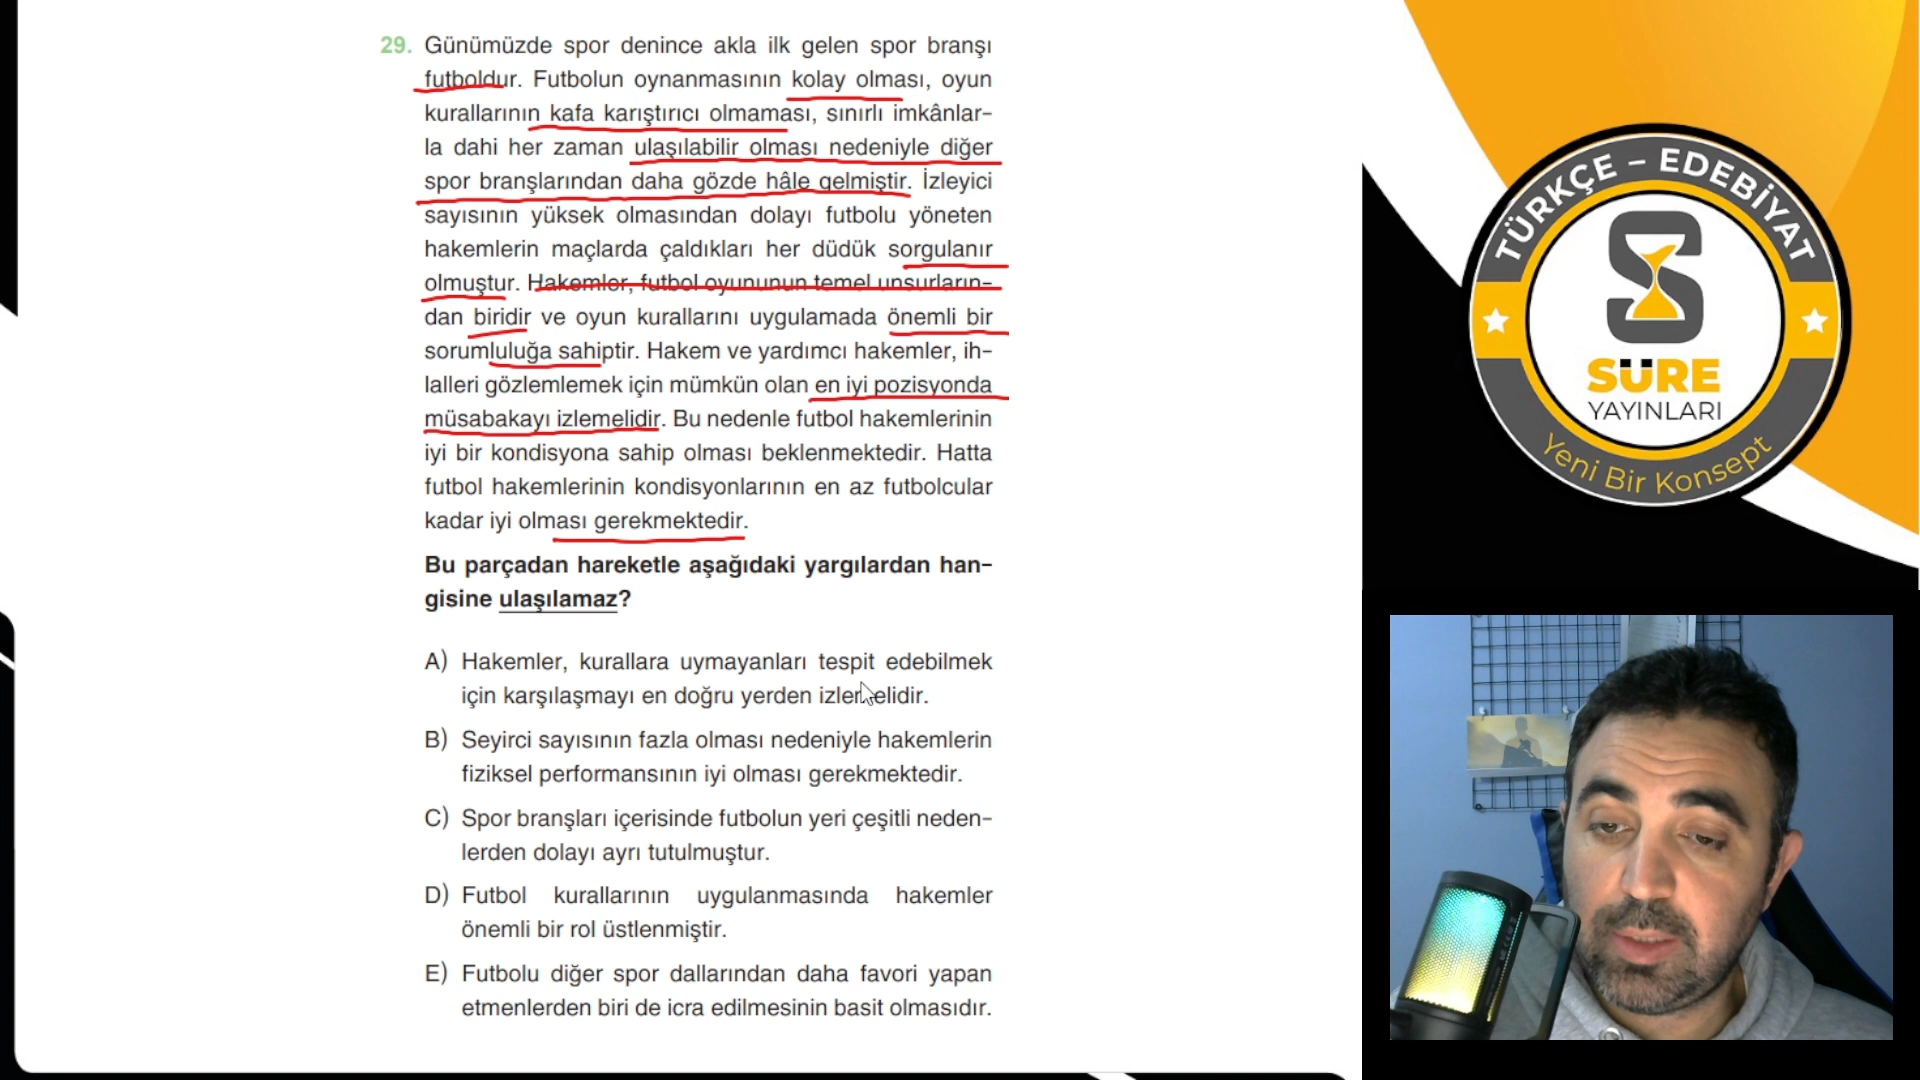 29. Günümüzde spor denince akla ilk gelen spor branşı
futboldur. Futbolun oynanmasının kolay olması, oyun
kurallarının kafa karıştırıcı olmaması, sınırlı imkânlar-
la dahi her zaman ulaşılabilir olması nedeniyle diğer
spor branşlarından daha gözde hâle gelmiştir. İzleyici
sayısının yüksek olmasından dolayı futbolu yöneten
hakemlerin maçlarda çaldıkları her düdük sorgulanır
olmuştur. Hakemler, futbol oyununun temel unsurların-
dan biridir ve oyun kurallarını uygulamada önemli bir
sorumluluğa sahiptir. Hakem ve yardımcı hakemler, ih-
lalleri gözlemlemek için mümkün olan en iyi pozisyonda
müsabakayı izlemelidir. Bu nedenle futbol hakemlerinin
iyi bir kondisyona sahip olması beklenmektedir. Hatta
futbol hakemlerinin kondisyonlarının en az futbolcular
kadar iyi olması gerekmektedir.
Bu parçadan hareketle aşağıdaki yargılardan han-
gisine ulaşılamaz?
A) Hakemler, kurallara uymayanları tespit edebilmek
için karşılaşmayı en doğru yerden izlemelidir.
B) Seyirci sayısının fazla olması nedeniyle hakemlerin
fiziksel performansının iyi olması gerekmektedir.
C) Spor branşları içerisinde futbolun yeri çeşitli neden-
lerden dolayı ayrı tutulmuştur.
D) Futbol kurallarının uygulanmasında hakemler
önemli bir rol üstlenmiştir.
E) Futbolu diğer spor dallarından daha favori yapan
etmenlerden biri de icra edilmesinin basit olmasıdır.
TÜRKÇE – EDEBİYAT
SÜRE
YAYINLARI
Yeni Bir Konsept